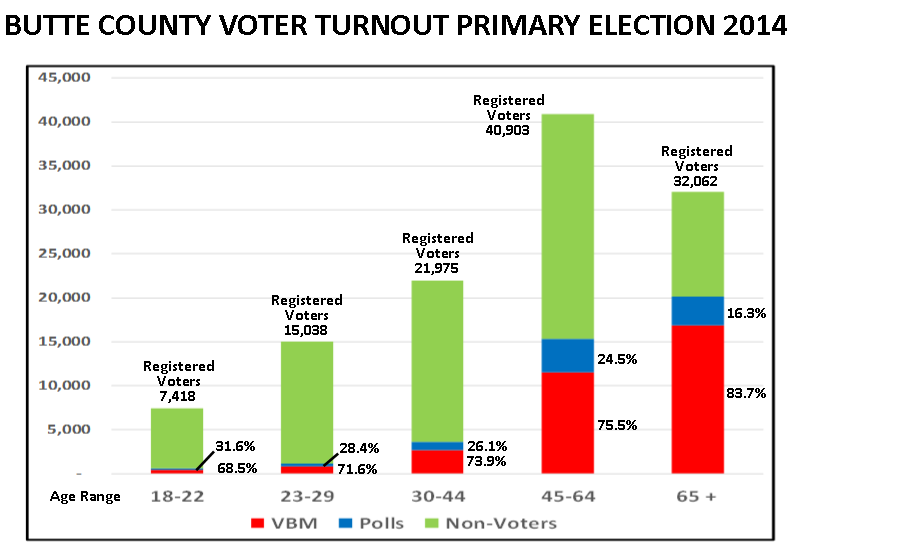 BUTTE COUNTY VOTER TURNOUT PRIMARY ELECTION 2014
45,000
40,000
35,000
30,000
25,000
20,000
15,000
10,000
5,000
-
Registered
Voters
7,418
31.6%
68.5%
Registered
Voters
15,038
28.4%
71.6%
Registered
Voters
21,975
26.1%
73.9%
Registered
Voters
40,903
24.5%
75.5%
Registered
Voters
32,062
16.3%
83.7%
Age Range 18-22 23-29 30-44 45-64 65 +
VBM Polls Non-Voters